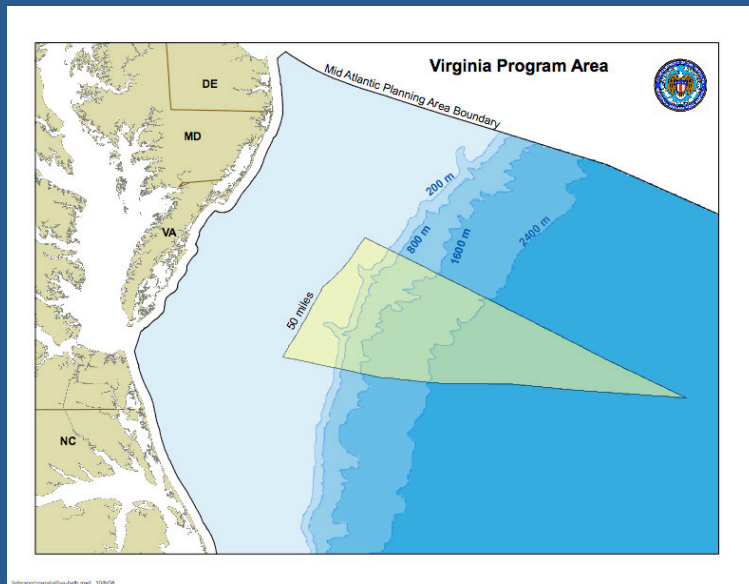 Virginia Program Area
Mid Atlantic Planning Area Boundary
DE
MD
VA
NC
200 m
800 m
1600 m
2400 m
50 miles